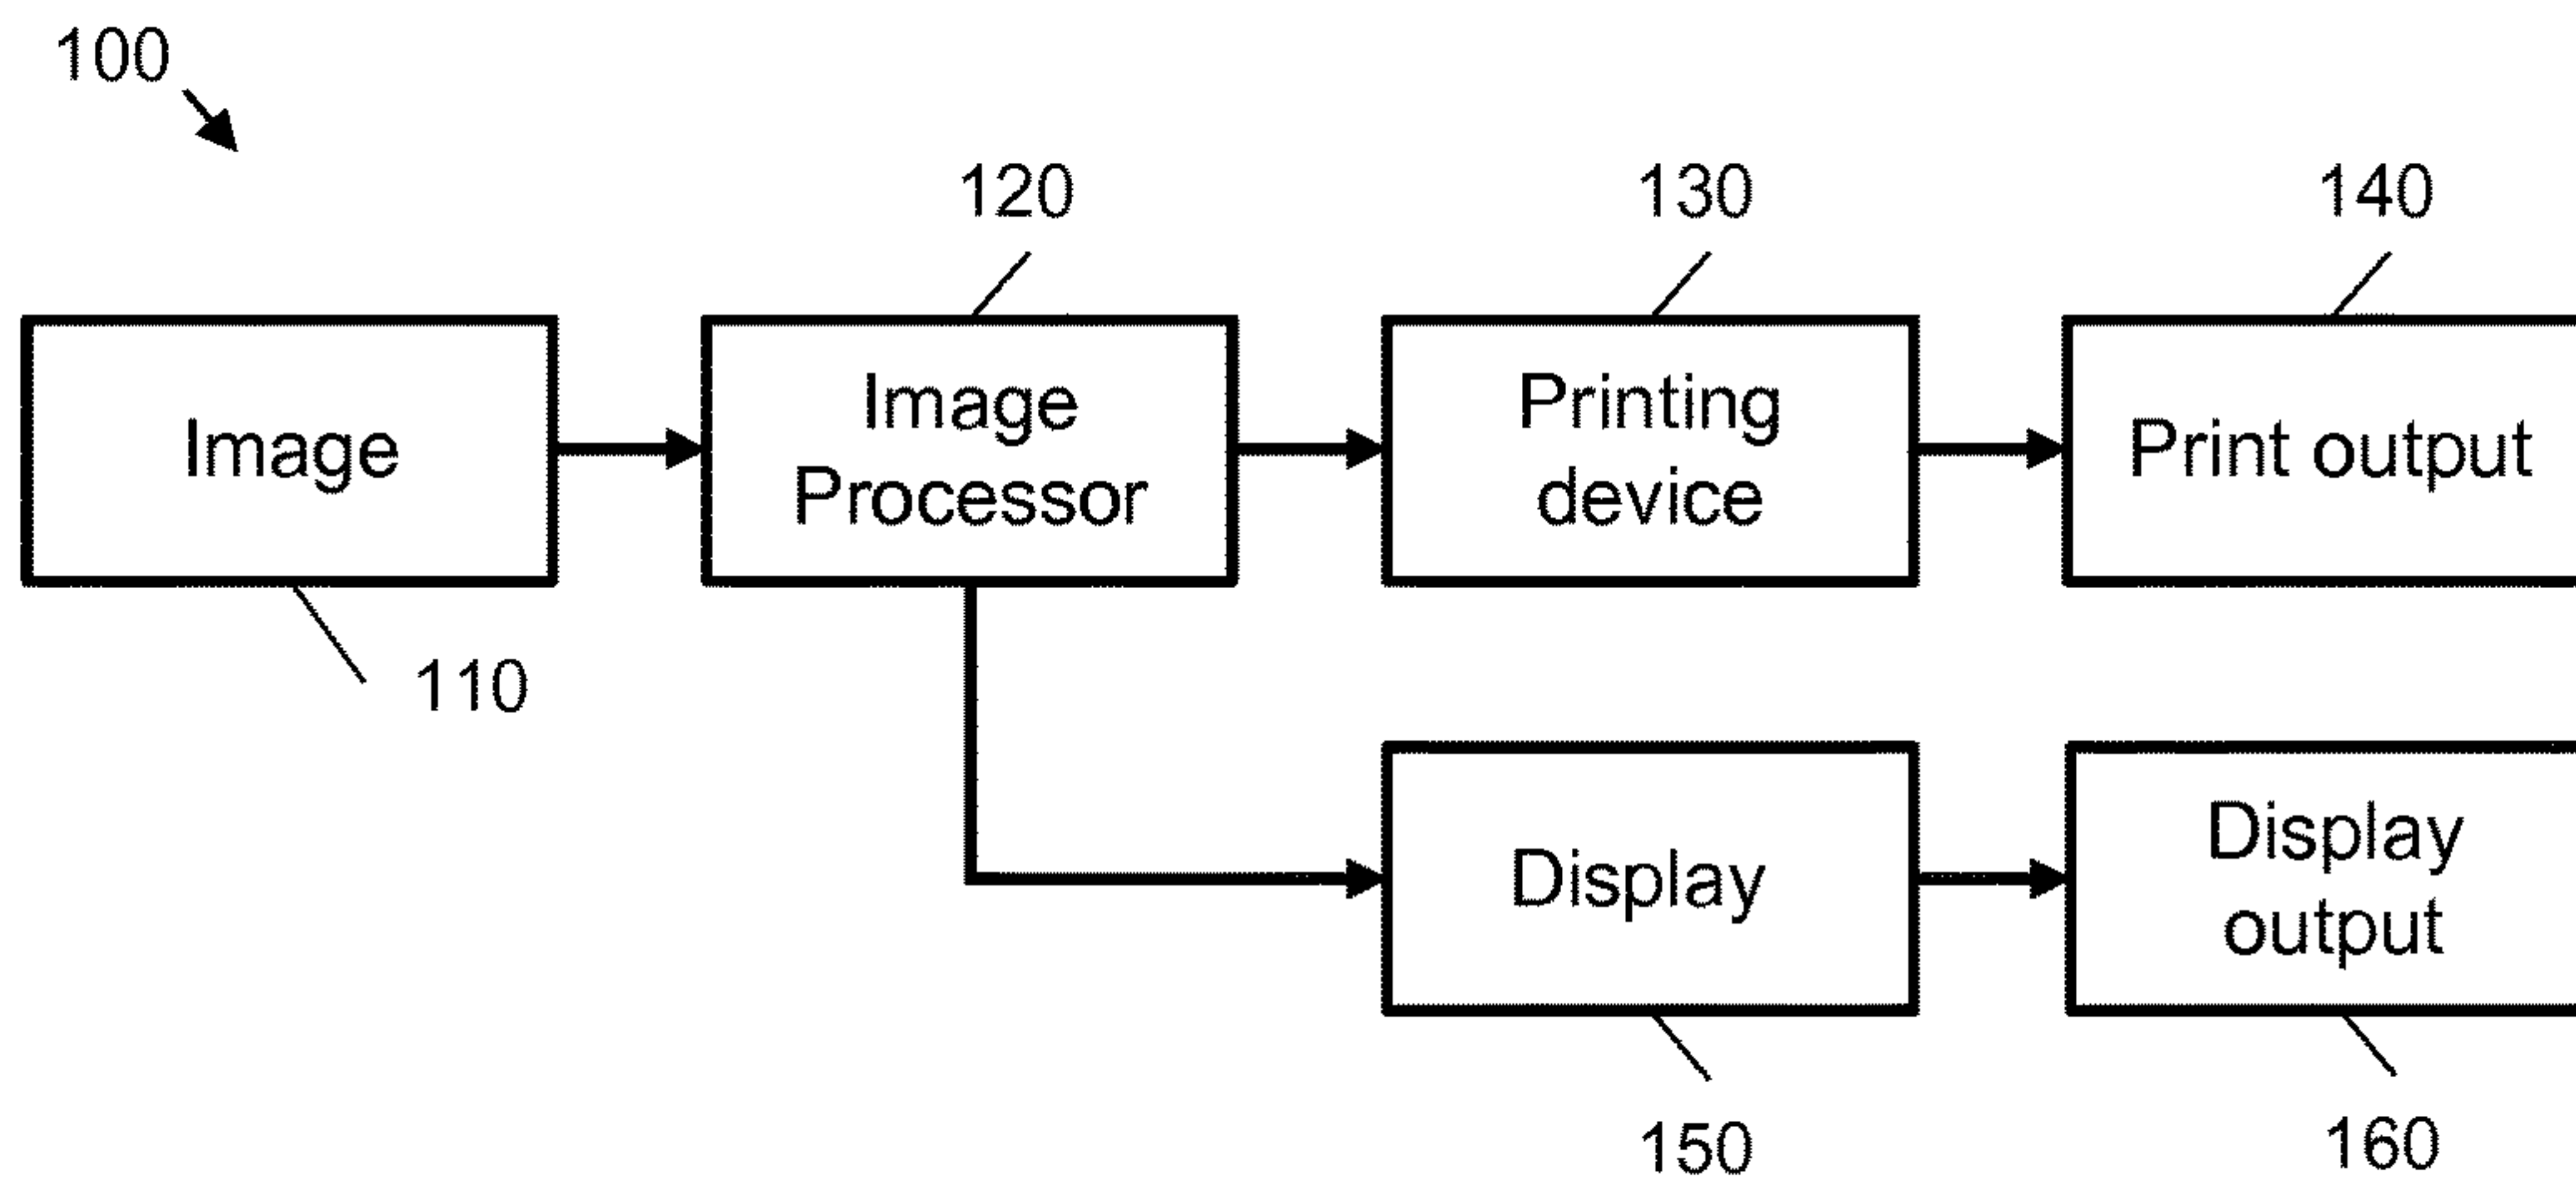 100
120
130
140
Image
Image
Processor
Printing
device
Print output
110
Display
Display
output
150
160